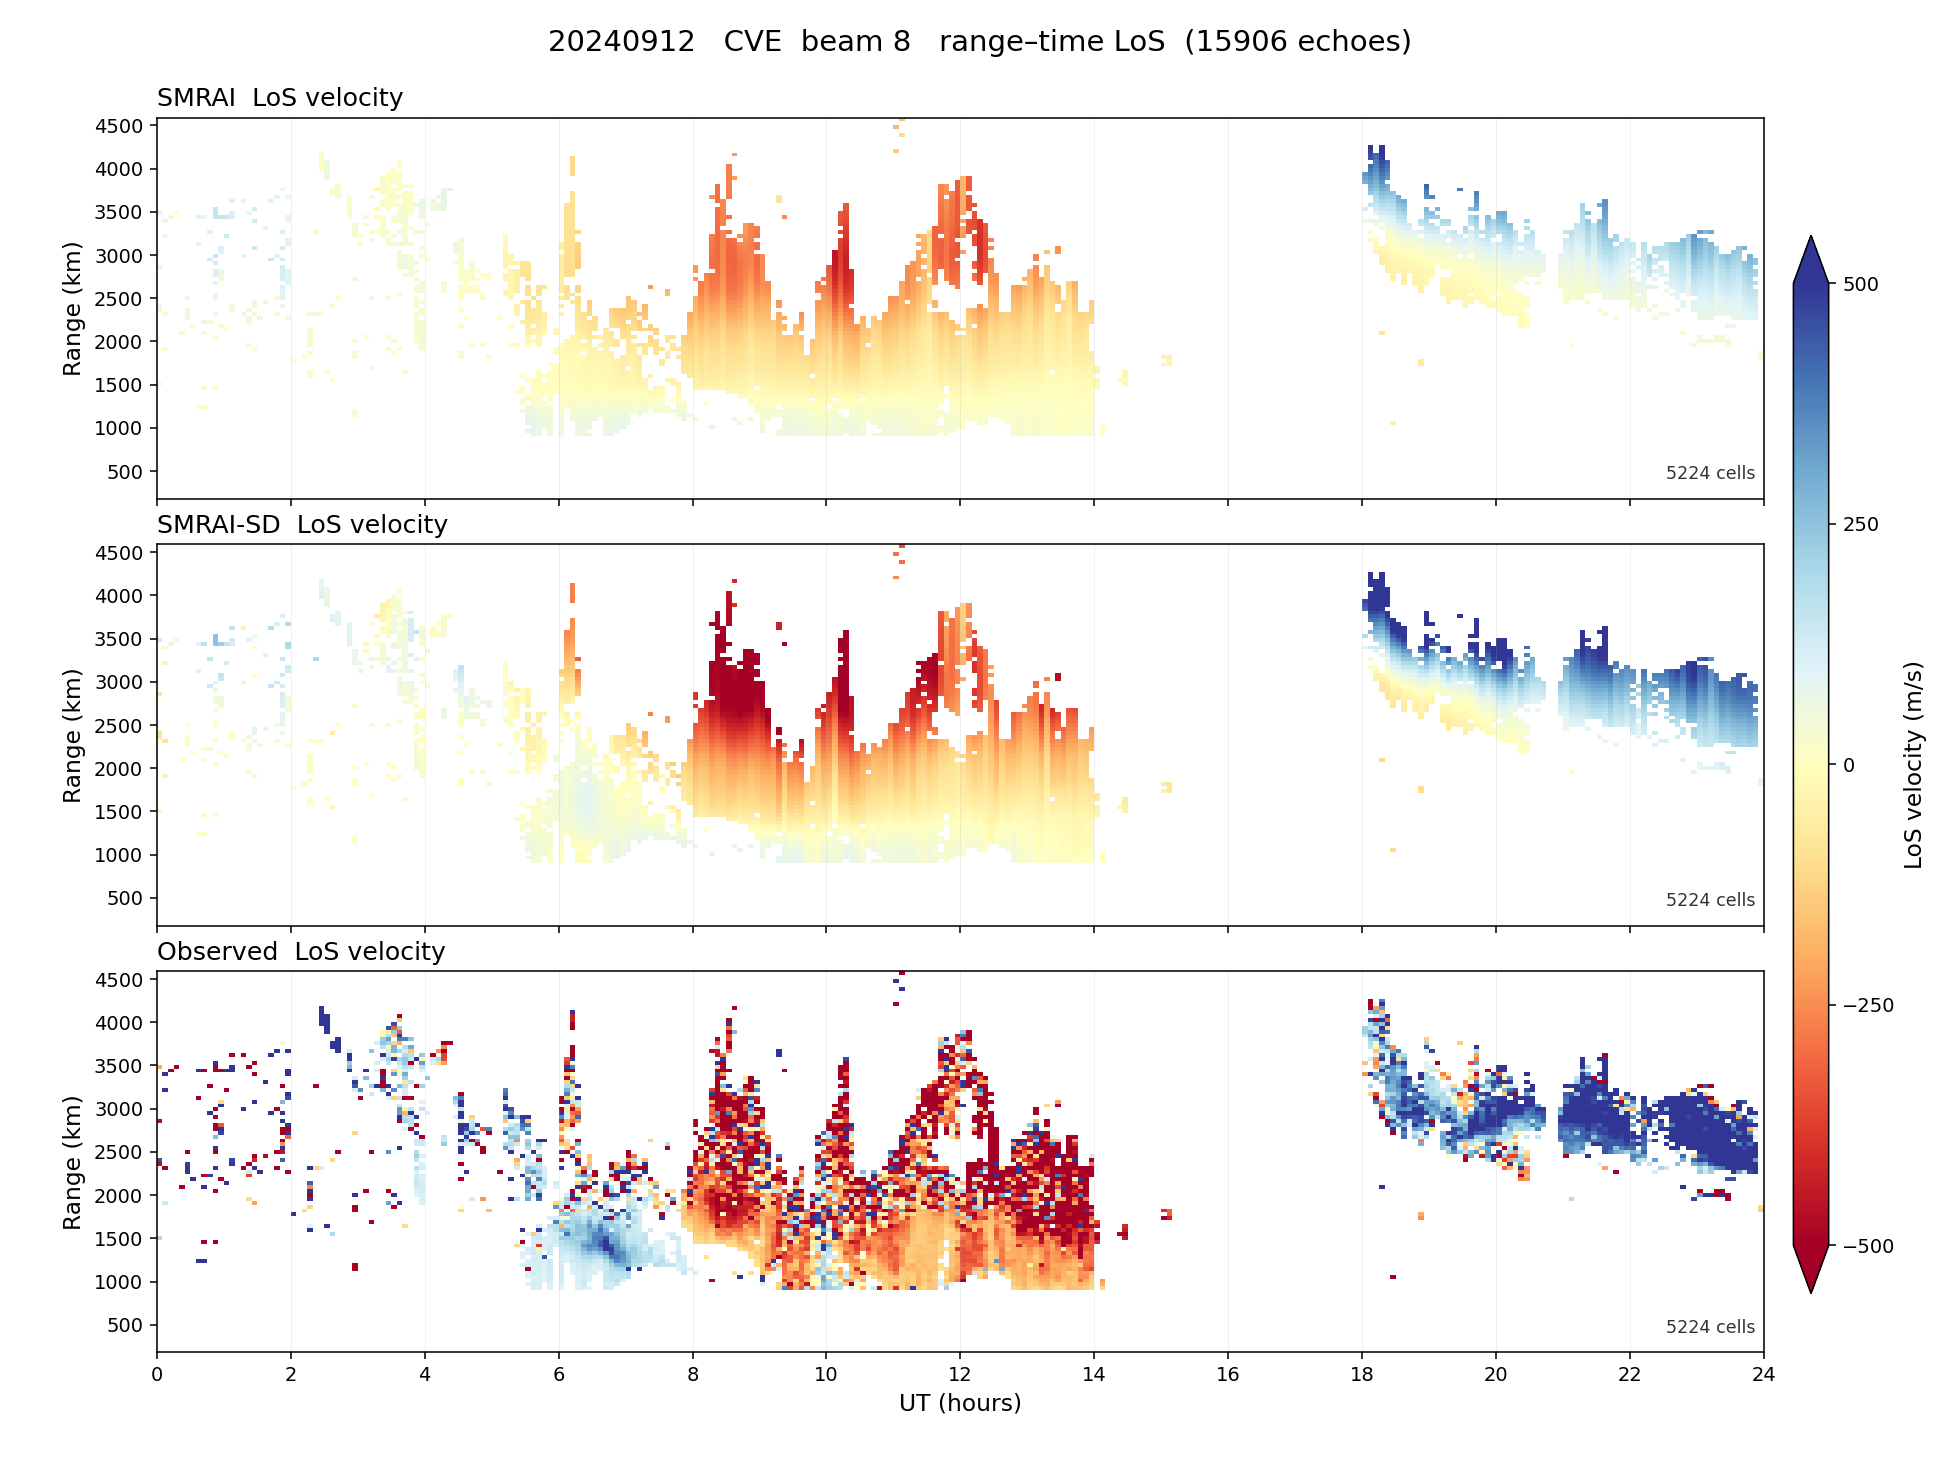 20240912   CVE  beam 8   range–time LoS  (15906 echoes)
SMRAI  LoS velocity
4500
4000
3500
3000
2500
2000
1500
1000
500
Range (km)
5224 cells
SMRAI-SD  LoS velocity
4500
4000
3500
3000
2500
2000
1500
1000
500
Range (km)
5224 cells
Observed  LoS velocity
4500
4000
3500
3000
2500
2000
1500
1000
500
Range (km)
5224 cells
0 2 4 6 8 10 12 14 16 18 20 22 24
UT (hours)
500
250
0
−250
−500
LoS velocity (m/s)